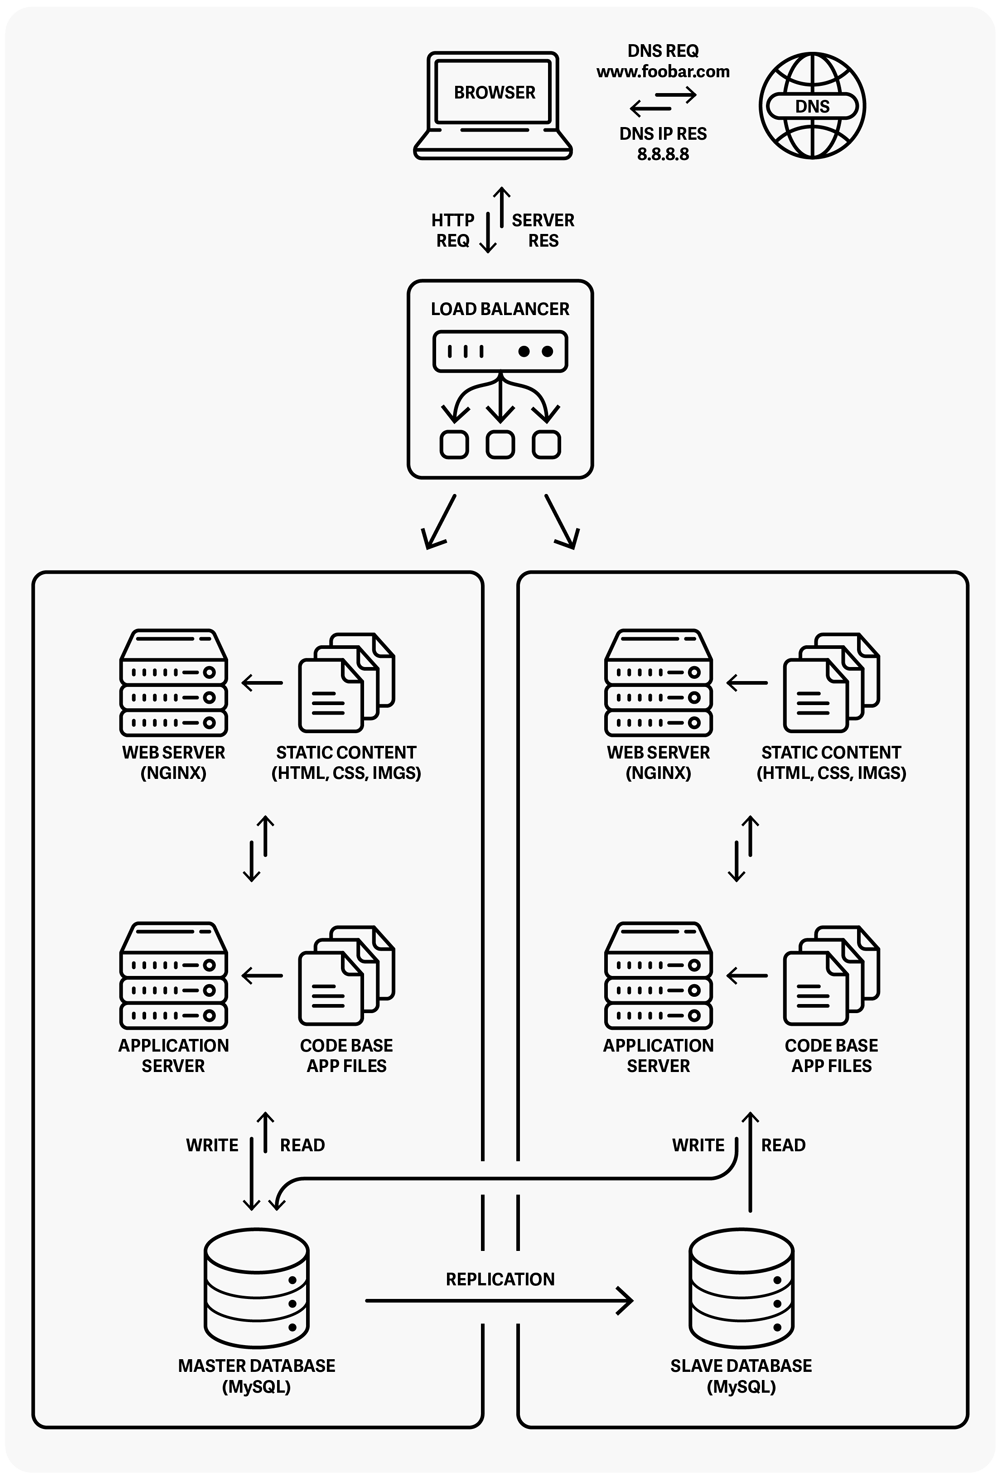 DNS REQ
www.foobar.com
BROWSER
DNS
DNS IP RES
8.8.8.8
HTTP
REQ
SERVER
RES
LOAD BALANCER
WEB SERVER
(NGINX)
STATIC CONTENT
(HTML, CSS, IMGS)
WEB SERVER
(NGINX)
STATIC CONTENT
(HTML, CSS, IMGS)
APPLICATION
SERVER
CODE BASE
APP FILES
APPLICATION
SERVER
CODE BASE
APP FILES
WRITE
READ
WRITE
READ
REPLICATION
MASTER DATABASE
(MySQL)
SLAVE DATABASE
(MySQL)